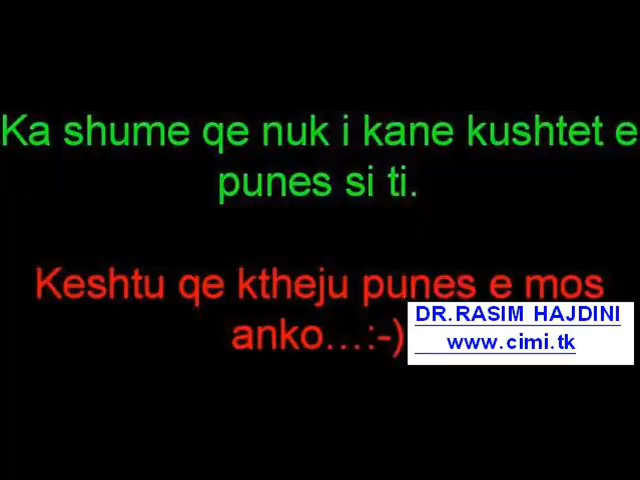 Ka shume qe nuk i kane kushtet e
punes si ti.
Keshtu qe ktheju punes e mos
anko...:-)
DR.RASIM HAJDINI
www.cimi.tk